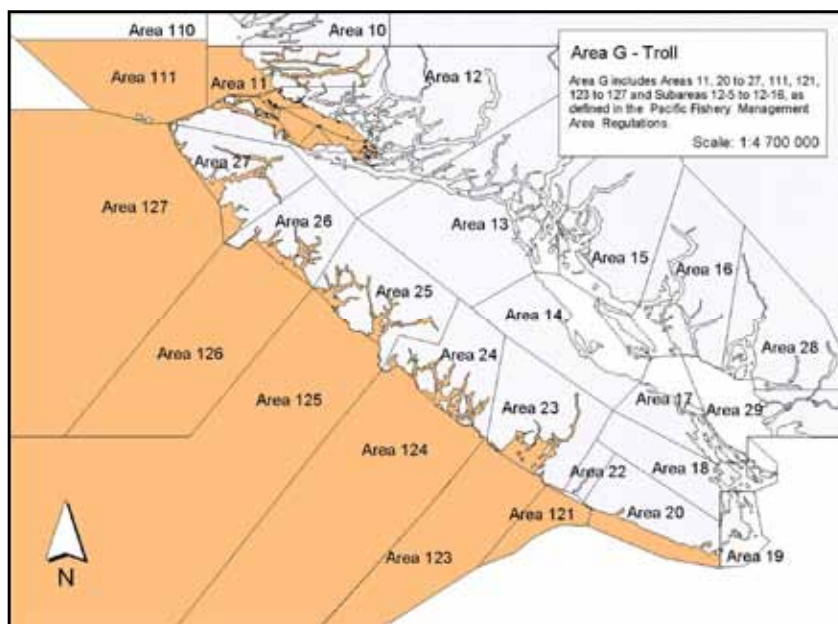 Area 110
Area 10
Area G - Troll
Area G includes Areas 11, 20 to 27, 111, 121,
123 to 127 and Subareas 12-5 to 12-16, as
defined in the Pacific Fishery Management
Area Regulations.
Scale: 1:4 700 000
Area 111
Area 11
Area 12
Area 27
Area 127
Area 26
Area 13
Area 15
Area 16
Area 25
Area 14
Area 28
Area 126
Area 24
Area 125
Area 23
Area 17
Area 29
Area 124
Area 22
Area 18
Area 121
Area 20
Area 123
Area 19
N